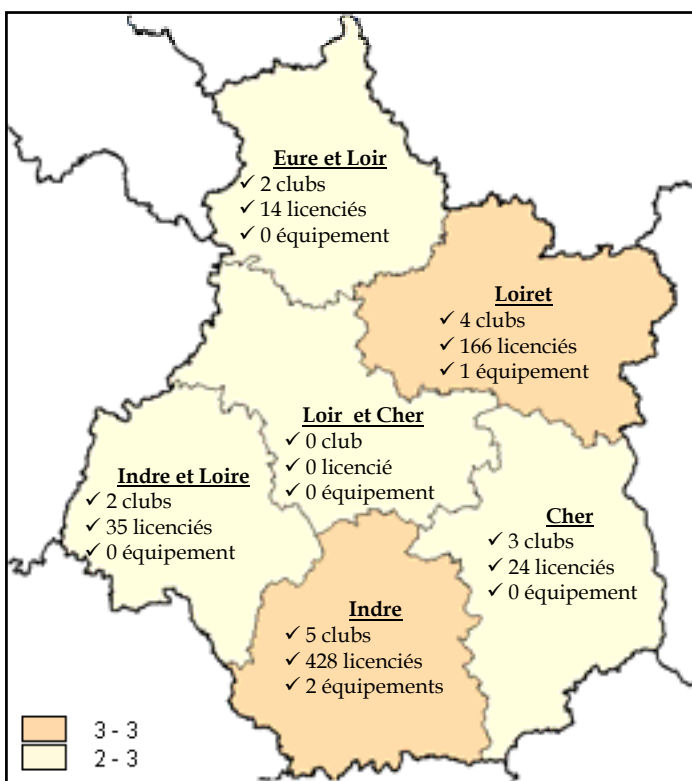 Eure et Loir
✓ 2 clubs
✓ 14 licenciés
✓ 0 équipement
Loiret
✓ 4 clubs
✓ 166 licenciés
✓ 1 équipement
Loir et Cher
✓ 0 club
✓ 0 licencié
✓ 0 équipement
Indre et Loire
✓ 2 clubs
✓ 35 licenciés
✓ 0 équipement
Cher
✓ 3 clubs
✓ 24 licenciés
✓ 0 équipement
Indre
✓ 5 clubs
✓ 428 licenciés
✓ 2 équipements
3 - 3
2 - 3